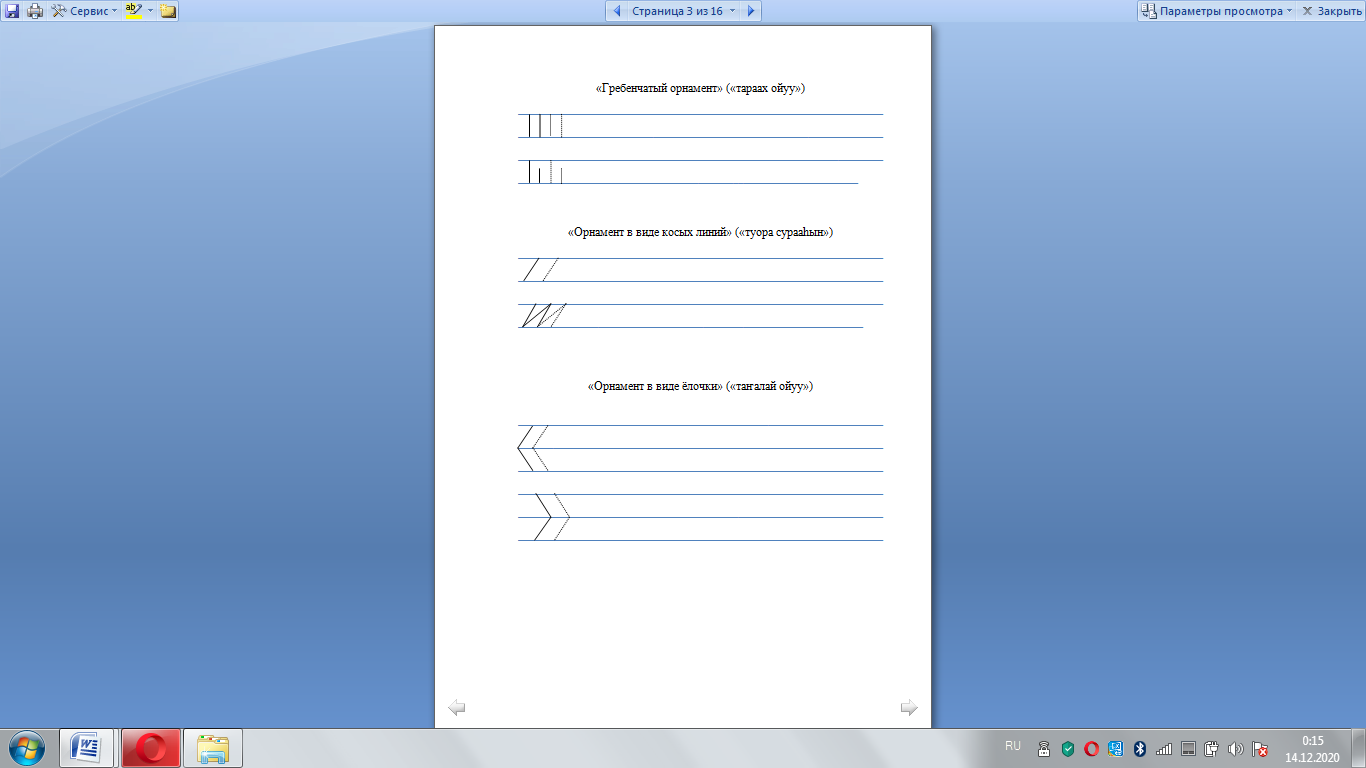 Сервис
Страница 3 из 16
Параметры просмотра
Закрыть
«Гребенчатый орнамент» («тараах ойуу»)
«Орнамент в виде косых линий» («туора сурааһын»)
«Орнамент в виде ёлочки» («таҥалай ойуу»)
RU
0:15
14.12.2020